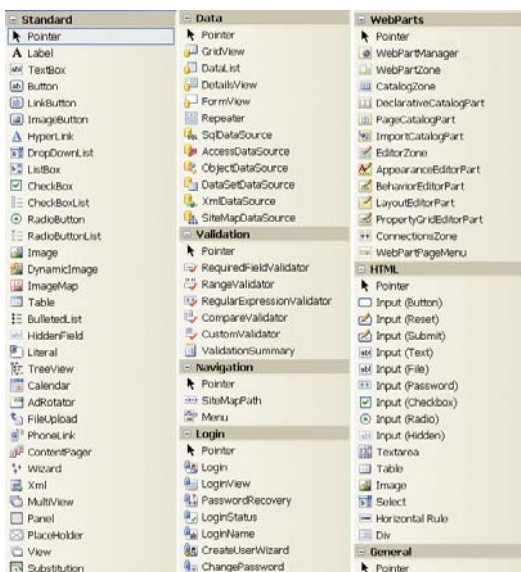 Standard
Pointer
Label
TextBox
Button
LinkButton
ImageButton
HyperLink
DropDownList
ListBox
CheckBox
CheckBoxList
RadioButton
RadioButtonList
Image
DynamicImage
ImageMap
Table
BulletedList
HiddenField
Literal
TreeView
Calendar
AdRotator
FileUpload
PhoneLink
ContentPager
Wizard
Xml
MultiView
Panel
PlaceHolder
View
Substitution
Data
Pointer
GridView
DataList
DetailsView
FormView
Repeater
SqlDataSource
AccessDataSource
ObjectDataSource
DataSetDataSource
XmlDataSource
SiteMapDataSource
Validation
Pointer
RequiredFieldValidator
RangeValidator
RegularExpressionValidator
CompareValidator
CustomValidator
ValidationSummary
Navigation
Pointer
SiteMapPath
Menu
Login
Pointer
Login
LoginView
PasswordRecovery
LoginStatus
LoginName
CreateUserWizard
ChangePassword
WebParts
Pointer
WebPartManager
WebPartZone
CatalogZone
DeclarativeCatalogPart
PageCatalogPart
ImportCatalogPart
EditorZone
AppearanceEditorPart
BehaviorEditorPart
LayoutEditorPart
PropertyGridEditorPart
ConnectionsZone
WebPartPageMenu
HTML
Pointer
Input (Button)
Input (Reset)
Input (Submit)
Input (Text)
Input (File)
Input (Password)
Input (Checkbox)
Input (Radio)
Input (Hidden)
Textarea
Table
Image
Select
Horizontal Rule
Div
General
Pointer